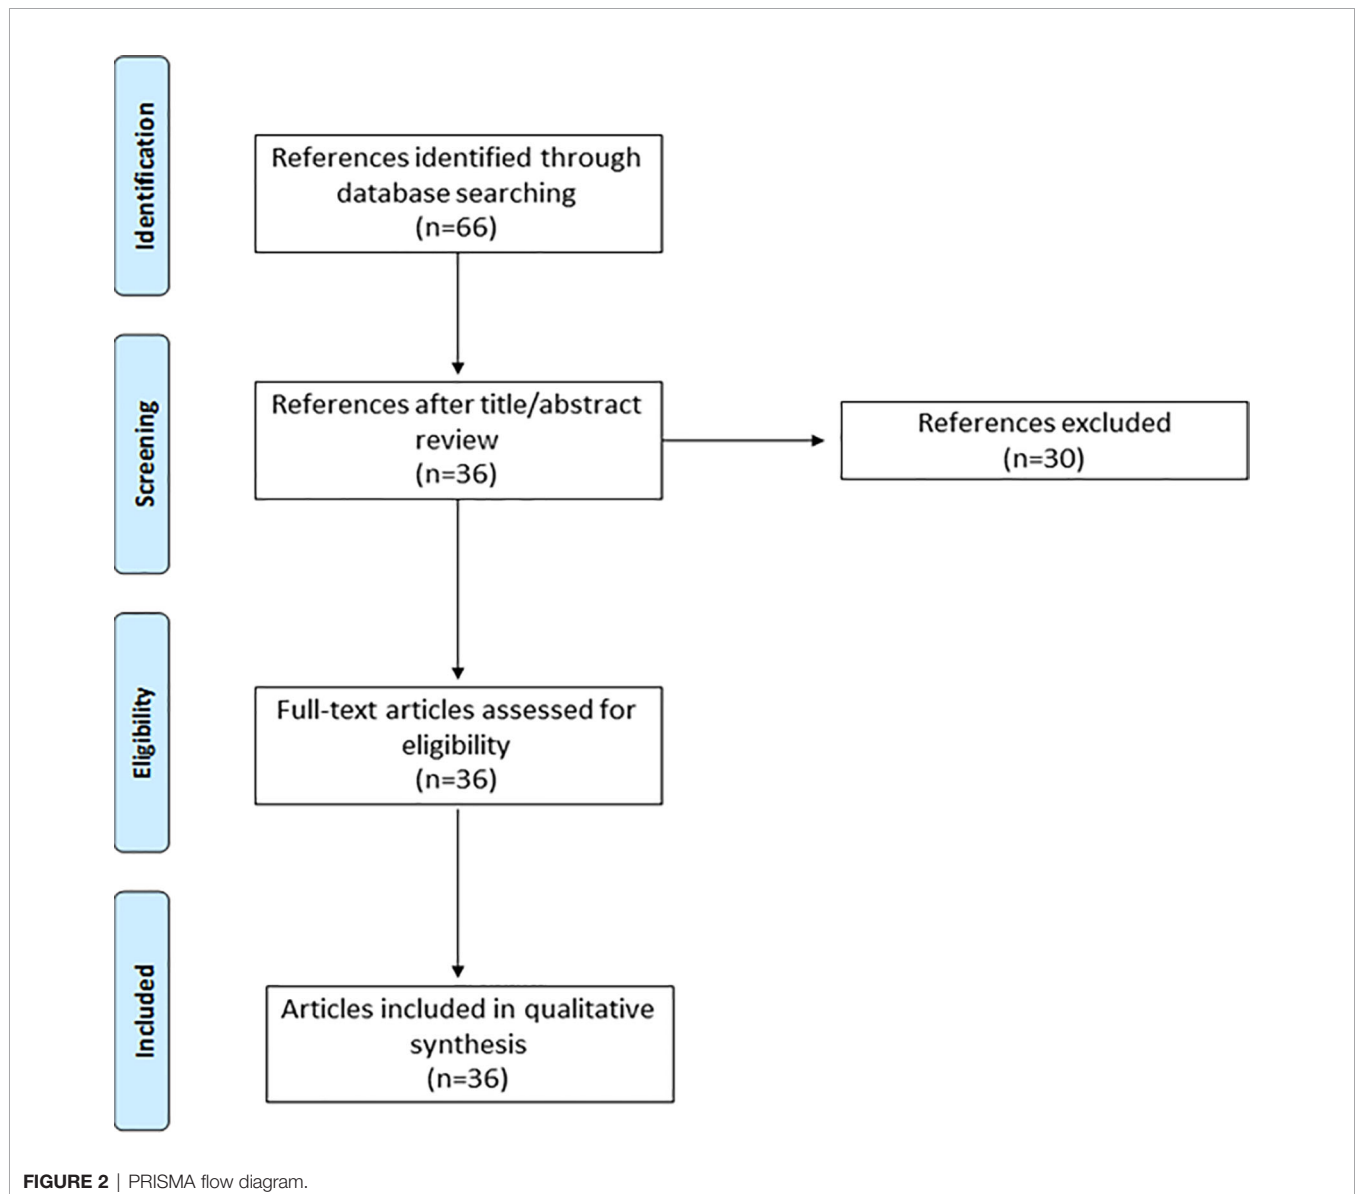 Identification
References identified through
database searching
(n=66)
Screening
References after title/abstract
review
(n=36)
References excluded
(n=30)
Eligibility
Full-text articles assessed for
eligibility
(n=36)
Included
Articles included in qualitative
synthesis
(n=36)
FIGURE 2 | PRISMA flow diagram.